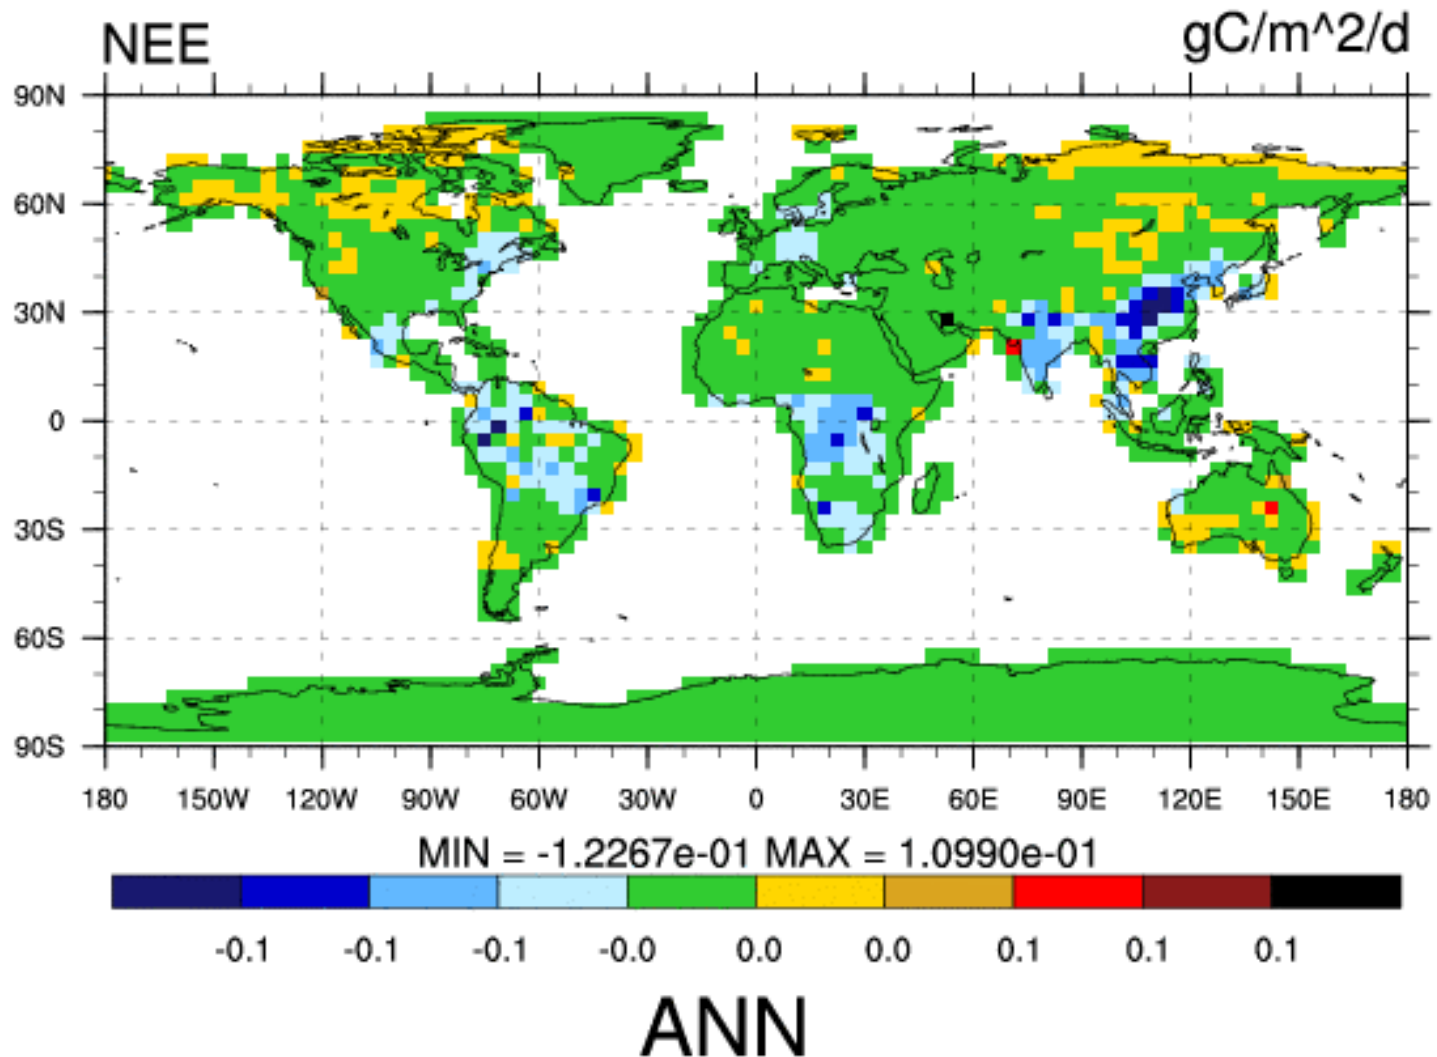 NEE gC/m^2/d
90N
60N
30N
0
30S
60S
90S
180 150W 120W 90W 60W 30W 0 30E 60E 90E 120E 150E 180
MIN = -1.2267e-01 MAX = 1.0990e-01
-0.1 -0.1 -0.1 -0.0 0.0 0.0 0.1 0.1 0.1
ANN